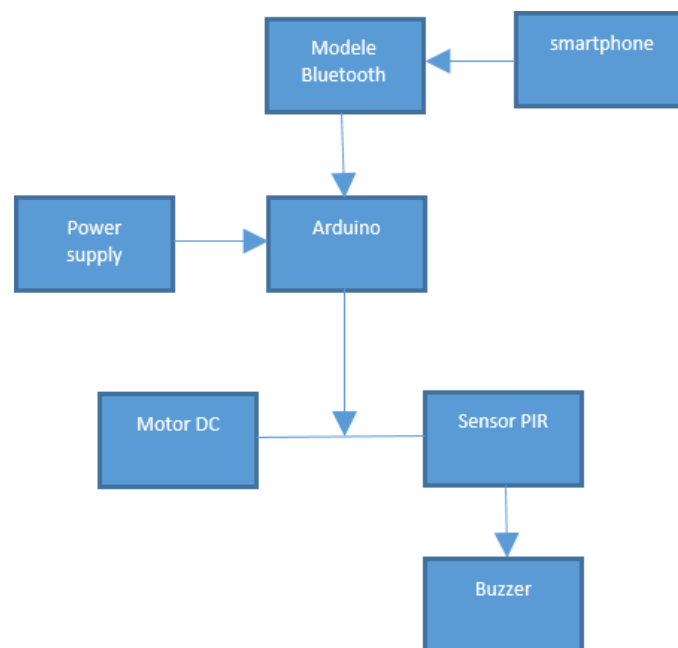 Modele
Bluetooth
smartphone
Power
supply
Arduino
Motor DC
Sensor PIR
Buzzer